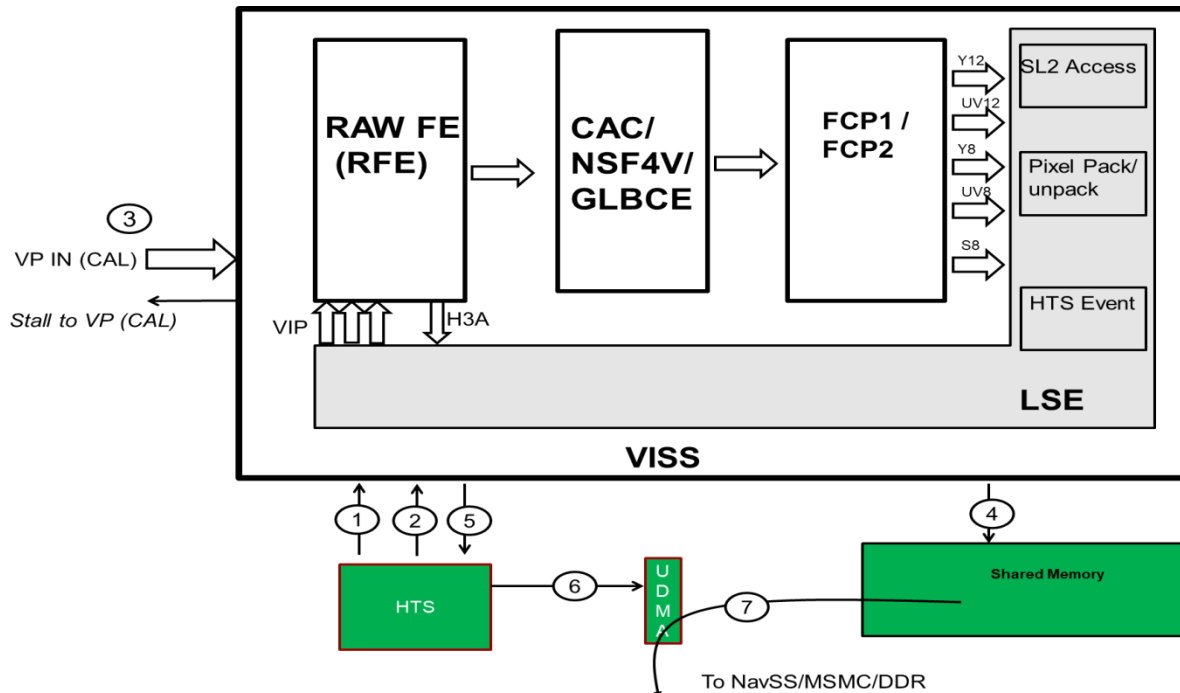 RAW FE
(RFE)
CAC/
NSF4V/
GLBCE
FCP1 /
FCP2
Y12
UV12
Y8
UV8
S8
SL2 Access
Pixel Pack/
unpack
HTS Event
3
VP IN (CAL)
Stall to VP (CAL)
VIP
H3A
LSE
VISS
1
2
5
4
HTS
6
U
D
M
A
7
Shared Memory
To NavSS/MSMC/DDR